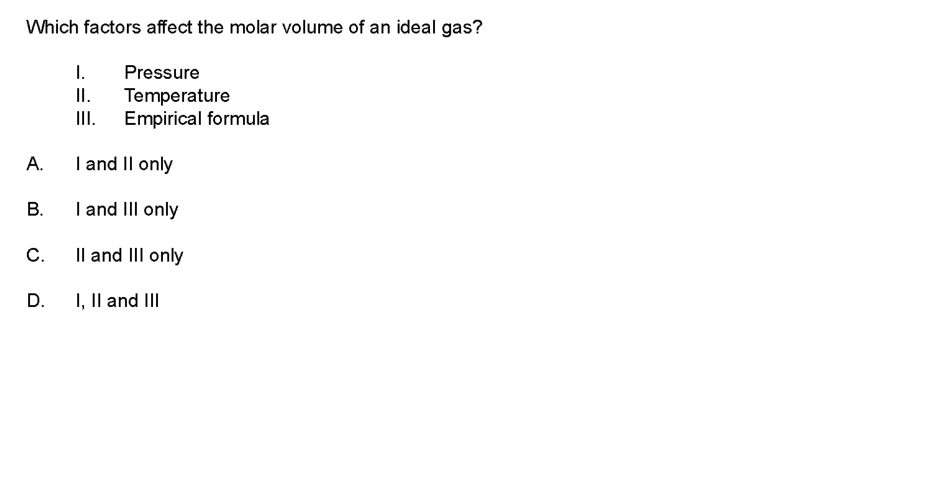 Which factors affect the molar volume of an ideal gas?
I. Pressure
II. Temperature
III. Empirical formula
A. I and II only
B. I and III only
C. II and III only
D. I, II and III